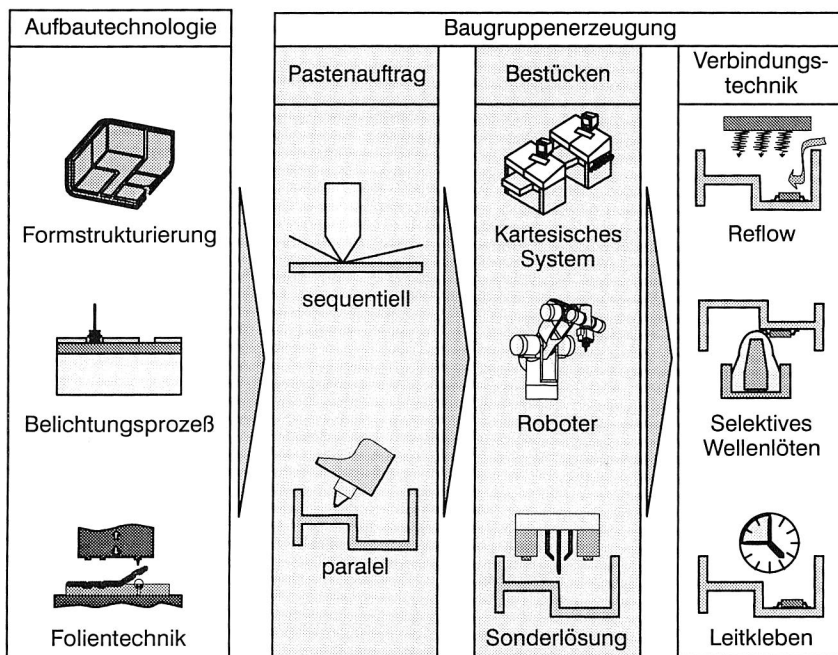 Aufbautechnologie
Formstrukturierung
Belichtungsprozeß
Folientechnik
Baugruppenerzeugung
Pastenauftrag
sequentiell
paralel
Bestücken
Kartesisches
System
Roboter
Sonderlösung
Verbindungs-
technik
Reflow
Selektives
Wellenlöten
Leitkleben